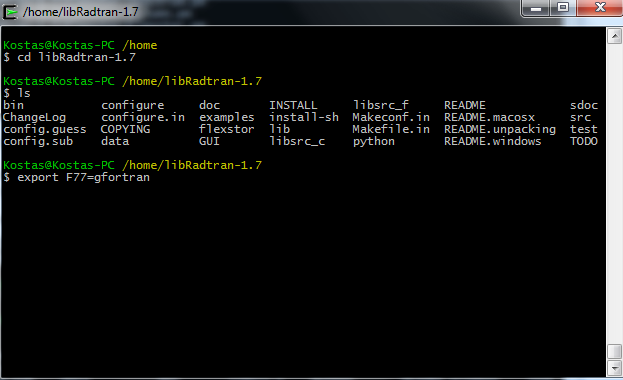 /home/libRadtran-1.7
Kostas@Kostas-PC /home
$ cd libRadtran-1.7
Kostas@Kostas-PC /home/libRadtran-1.7
$ ls
bin configure doc INSTALL libsrc_f README sdoc
ChangeLog configure.in examples install-sh Makeconf.in README.macosx src
config.guess COPYING flexstor lib Makefile.in README.unpacking test
config.sub data GUI libsrc_c python README.windows TODO
Kostas@Kostas-PC /home/libRadtran-1.7
$ export F77=gfortran